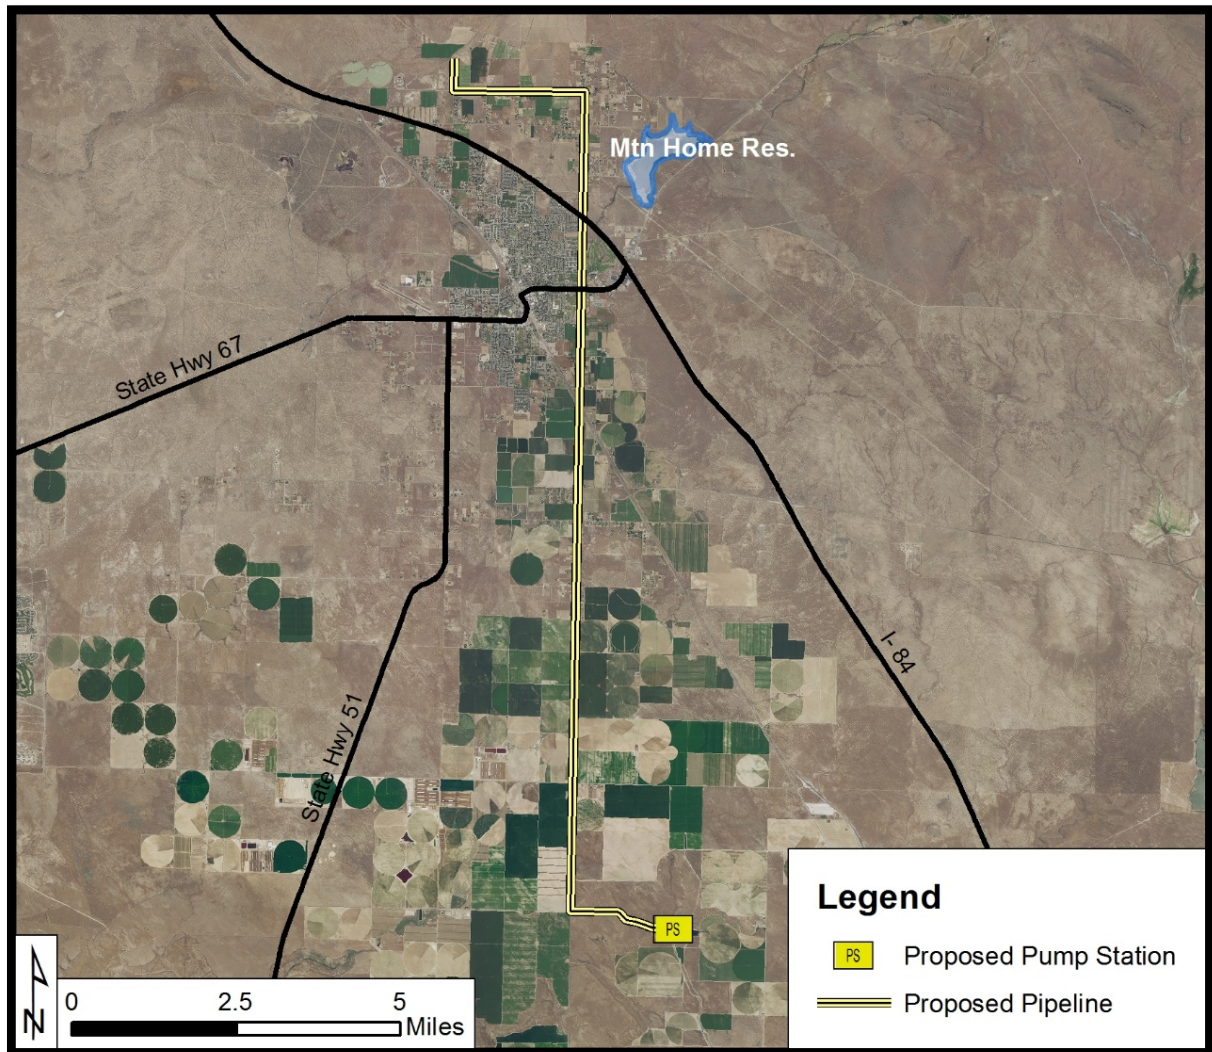 Mtn Home Res.
State Hwy 67
I- 84
State Hwy 51
PS
Legend
PS Proposed Pump Station
Proposed Pipeline
N
0 2.5 5
Miles